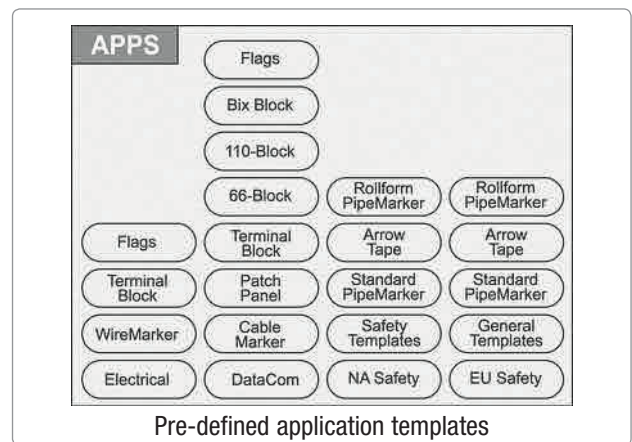 APPS
Flags
Bix Block
110-Block
66-Block
Rollform
PipeMarker
Rollform
PipeMarker
Flags
Terminal
Block
Arrow
Tape
Arrow
Tape
Terminal
Block
Patch
Panel
Standard
PipeMarker
Standard
PipeMarker
WireMarker
Cable
Marker
Safety
Templates
General
Templates
Electrical
DataCom
NA Safety
EU Safety
Pre-defined application templates